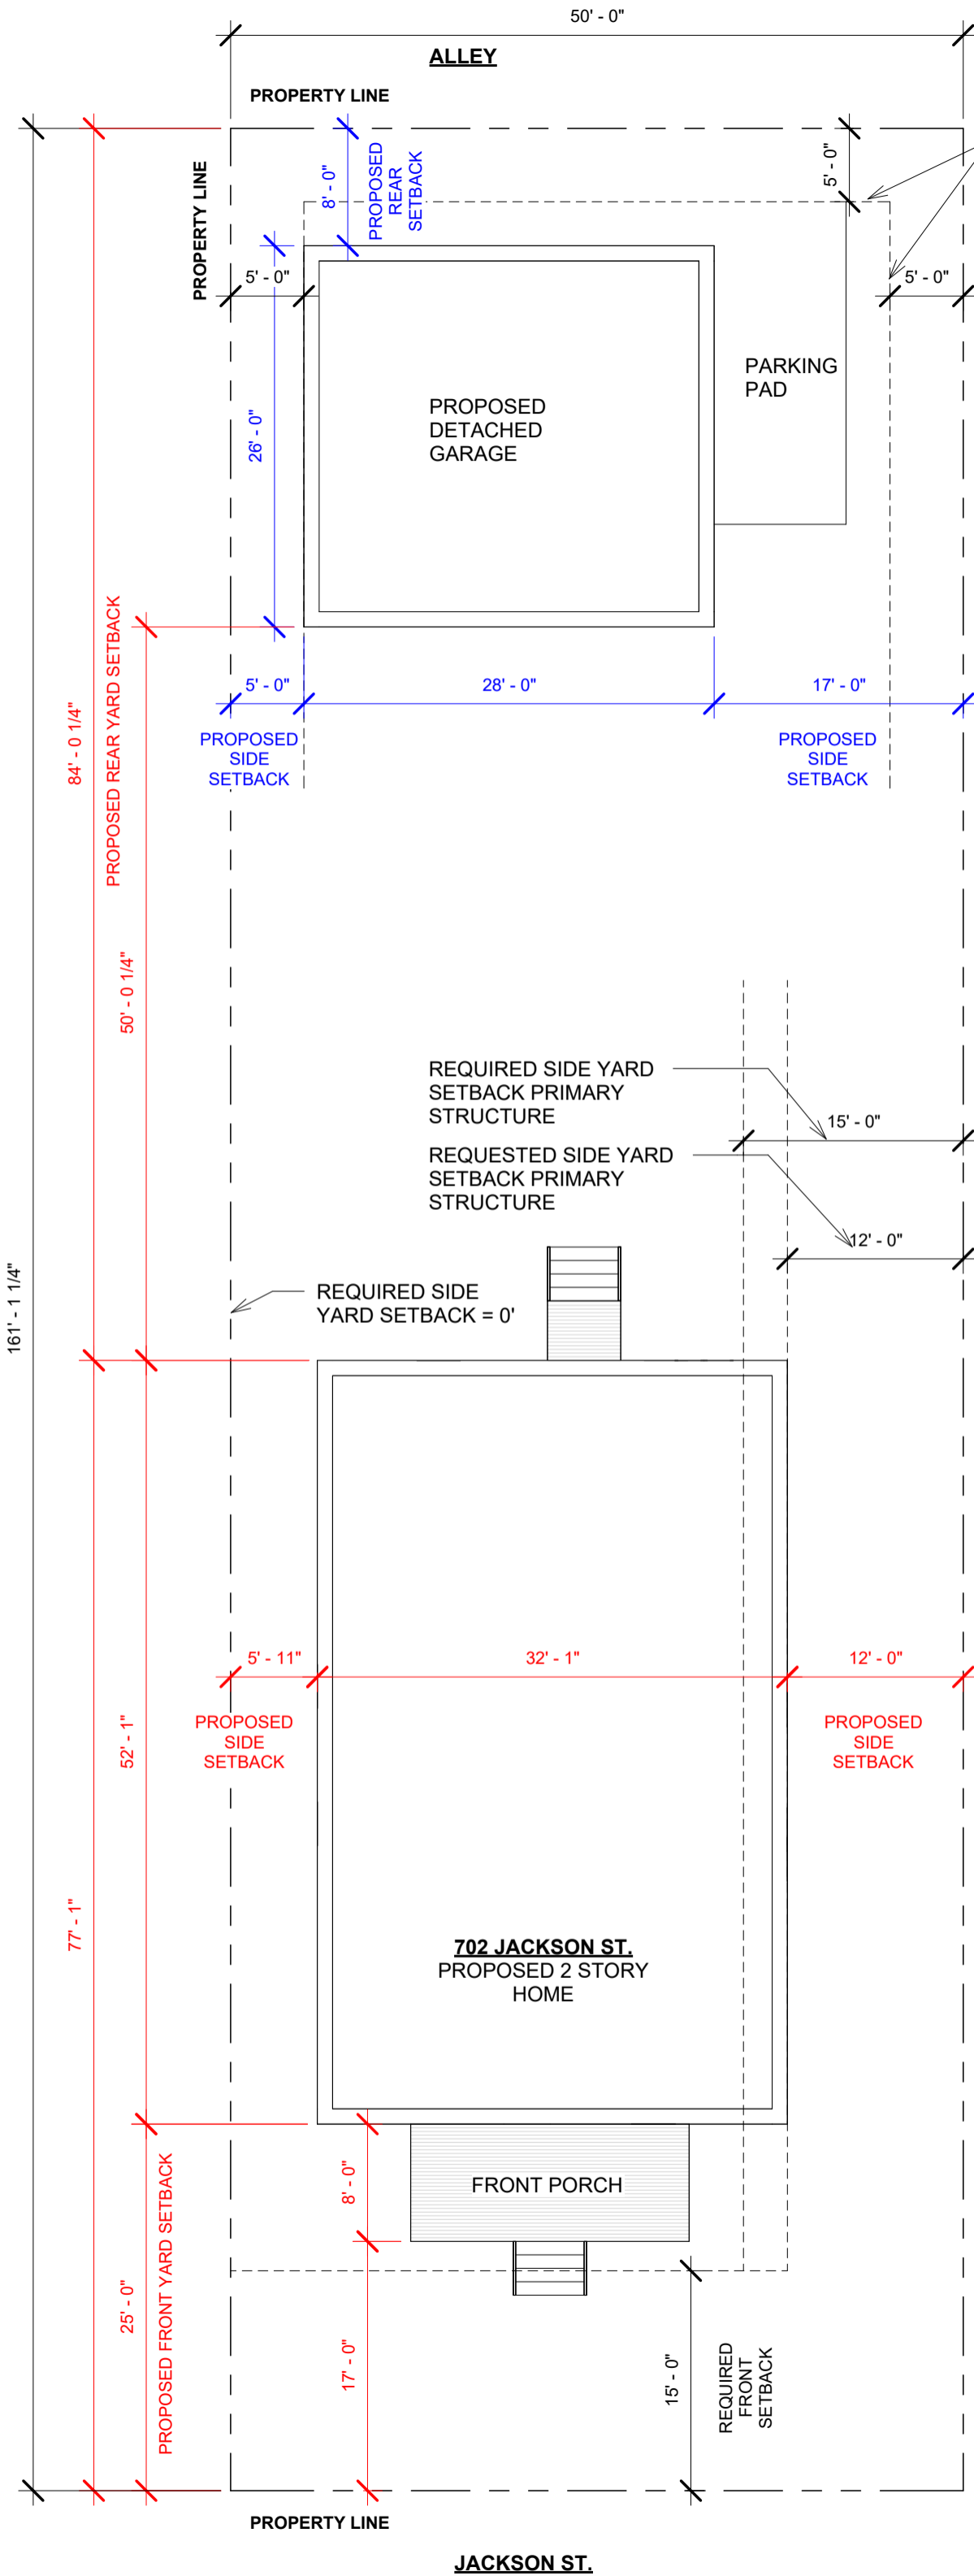 50' - 0"
ALLEY
PROPERTY LINE
PROPERTY LINE
8' - 0"
PROPOSED
REAR
SETBACK
5' - 0"
5' - 0"
5' - 0"
PARKING
PAD
PROPOSED
DETACHED
GARAGE
26' - 0"
5' - 0"
28' - 0"
17' - 0"
PROPOSED
SIDE
SETBACK
PROPOSED
SIDE
SETBACK
84' - 0 1/4"
PROPOSED REAR YARD SETBACK
50' - 0 1/4"
REQUIRED SIDE YARD
SETBACK PRIMARY
STRUCTURE
15' - 0"
REQUESTED SIDE YARD
SETBACK PRIMARY
STRUCTURE
12' - 0"
161' - 1 1/4"
REQUIRED SIDE
YARD SETBACK = 0'
5' - 11"
32' - 1"
12' - 0"
PROPOSED
SIDE
SETBACK
PROPOSED
SIDE
SETBACK
52' - 1"
77' - 1"
702 JACKSON ST.
PROPOSED 2 STORY
HOME
8' - 0"
FRONT PORCH
25' - 0"
PROPOSED FRONT YARD SETBACK
17' - 0"
15' - 0"
REQUIRED
FRONT
SETBACK
PROPERTY LINE
JACKSON ST.